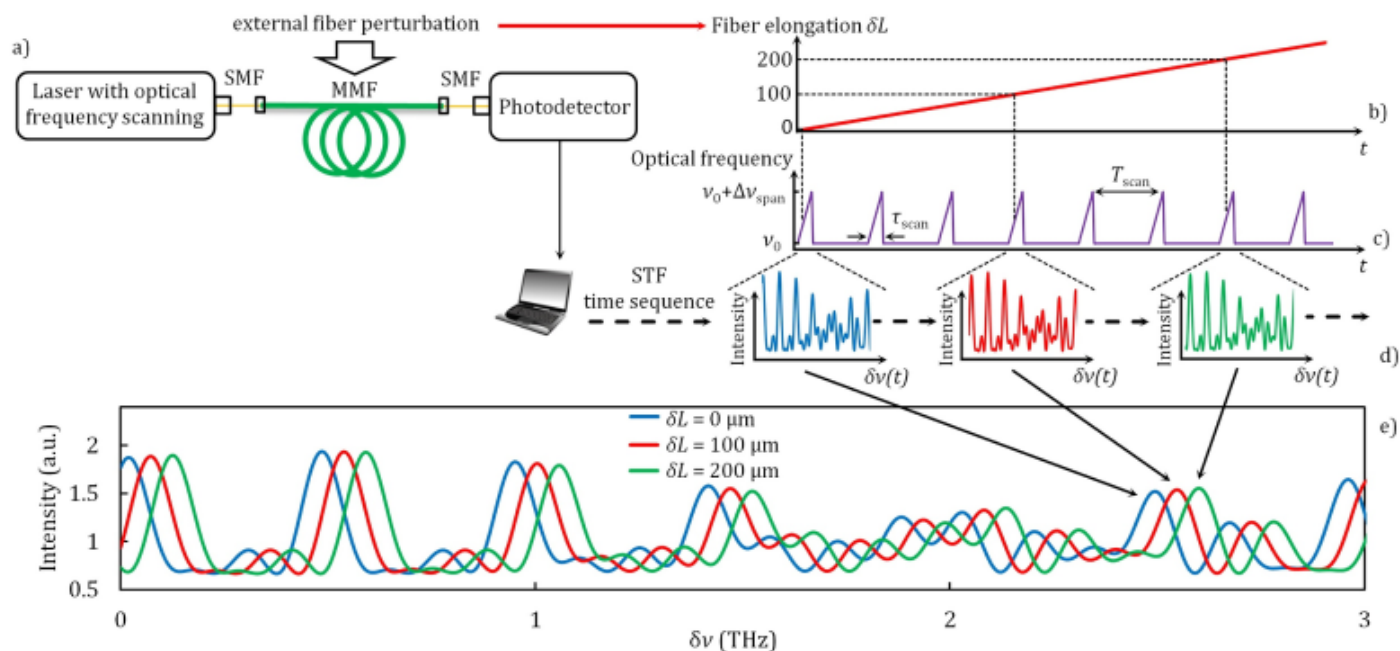 external fiber perturbation
Fiber elongation δL
a)
SMF
MMF
SMF
Laser with optical
frequency scanning
Photodetector
200
100
0
b)
t
Optical frequency
ν₀+Δνspan
ν₀
Tscan
τscan
c)
t
STF
time sequence
Intensity
δν(t)
Intensity
δν(t)
Intensity
δν(t)
d)
e)
δL = 0 μm
δL = 100 μm
δL = 200 μm
Intensity (a.u.)
2
1.5
1
0.5
0
1
2
3
δν (THz)